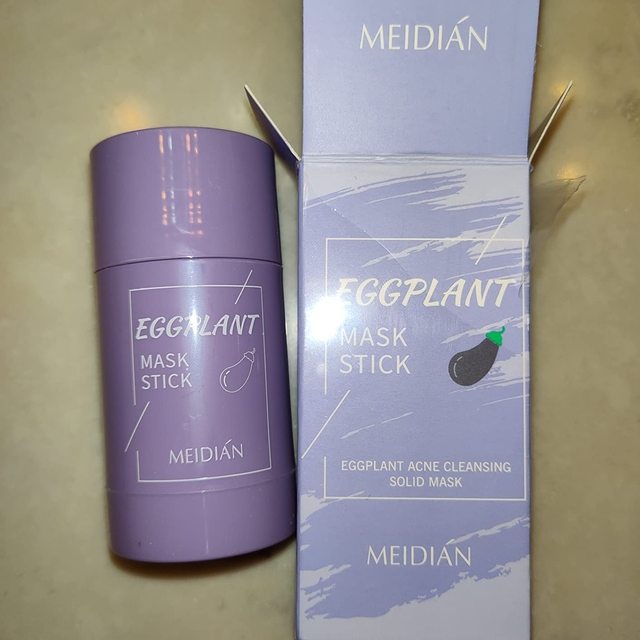 EGGPLANT
MASK
STICK
MEIDIÁN
MEIDIÁN
EGGPLANT
MASK
STICK
EGGPLANT ACNE CLEANSING
SOLID MASK
MEIDIÁN